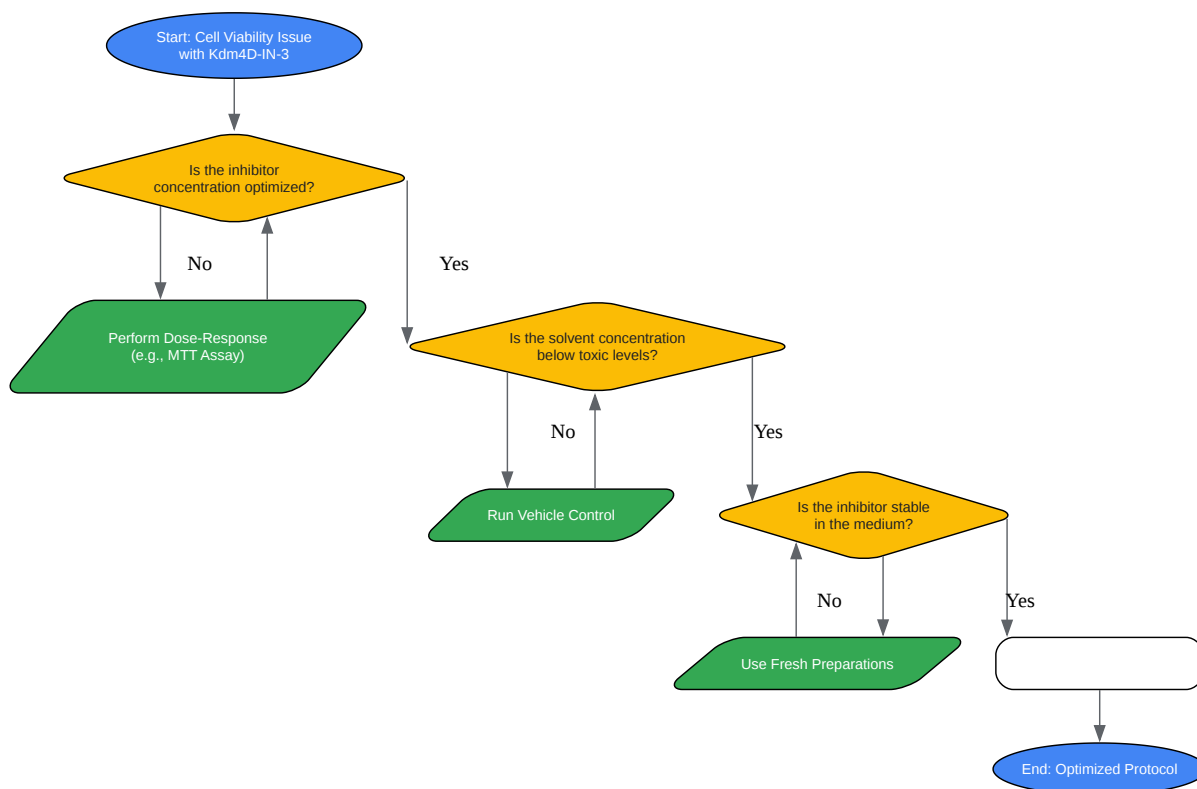 Start: Cell Viability Issue
with Kdm4D-IN-3
Is the inhibitor
concentration optimized?
No
Yes
Perform Dose-Response
(e.g., MTT Assay)
Is the solvent concentration
below toxic levels?
No
Yes
Run Vehicle Control
Is the inhibitor stable
in the medium?
No
Yes
Use Fresh Preparations
End: Optimized Protocol